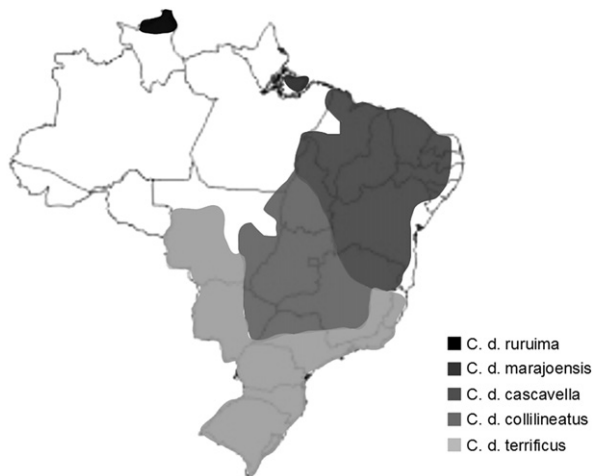 C. d. ruruima
C. d. marajoensis
C. d. cascavella
C. d. collilineatus
C. d. terrificus